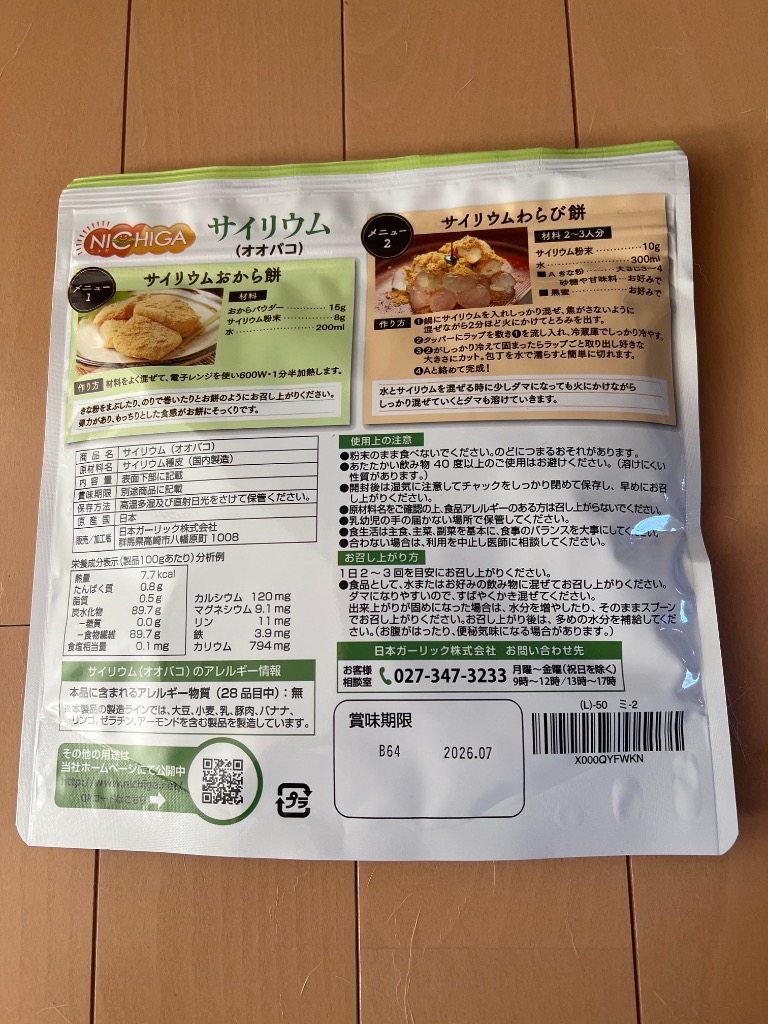 NICHIGA
サイリウム
(オオバコ)
メニュー
1
サイリウムおから餅
材料
おからパウダー 15g
サイリウム粉末 8g
水 200ml
作り方 材料をよく混ぜて、電子レンジを使い600W・1分半加熱します。
きな粉をまぶしたり、のりで巻いたりとお餅のようにお召し上がりください。
弾力があり、もっちりとした食感がお餅にそっくりです。
メニュー
2
サイリウムわらび餅
材料 2~3人分
サイリウム粉末 10g
水 300ml
■A きな粉 大さじ3~4
砂糖や甘味料 お好みで
■黒蜜 お好みで
作り方 ❶鍋にサイリウムを入れしっかり混ぜ、焦がさないように
混ぜながら2分ほど火にかけてとろみを出す。
❷タッパーにラップを敷き❶を流し入れ、冷蔵庫でしっかり冷やす。
❸❷がしっかり冷えて固まったらラップごと取り出し好きな
大きさにカット。包丁を水で濡らすと簡単に切れます。
❹Aと絡めて完成!
水とサイリウムを混ぜる時に少しダマになっても火にかけながら
しっかり混ぜていくとダマも溶けていきます。
商品名 サイリウム(オオバコ)
原材料名 サイリウム種皮(国内製造)
内容量 表面下部に記載
賞味期限 別途商品に記載
保存方法 高温多湿及び直射日光をさけて保管ください。
原産国 日本
販売/加工者 日本ガーリック株式会社
群馬県高崎市八幡原町1008
栄養成分表示(製品100gあたり)分析例
熱量 7.7kcal
たんぱく質 0.8g
脂質 0.5g
炭水化物 89.7g
-糖質 0.0g
-食物繊維 89.7g
食塩相当量 0.1mg
カルシウム 120mg
マグネシウム 9.1mg
リン 11mg
鉄 3.9mg
カリウム 794mg
サイリウム(オオバコ)のアレルギー情報
本品に含まれるアレルギー物質(28品目中):無
※本製品の製造ラインでは、大豆、小麦、乳、豚肉、バナナ、
リンゴ、ゼラチン、アーモンドを含む製品を製造しています。
その他の用途は
当社ホームページにて公開中
http://www.nichiga.net/
QRコードはこちら
プラ
使用上の注意
●粉末のまま食べないでください。のどにつまるおそれがあります。
●あたたかい飲み物40度以上のご使用はお避けください。(溶けにくい
性質があります。)
●開封後は湿気に注意してチャックをしっかり閉めて保存し、早めにお召
し上がりください。
●原材料名をご確認の上、食品アレルギーのある方は召し上がらないでください。
●乳幼児の手の届かない場所で保管してください。
●食生活は主食、主菜、副菜を基本に、食事のバランスを大事にしてく
●合わない場合は、利用を中止し医師に相談してください。
お召し上がり方
1日2~3回を目安にお召し上がりください。
●食品として、水またはお好みの飲み物に混ぜてお召し上がりください。
ダマになりやすいので、すばやくかき混ぜてください。
出来上がりが固めになった場合は、水分を増やしたり、そのままスプーン
でお召し上がりください。お召し上がり後は、多めの水分を補給してくだ
さい。(お腹がはったり、便秘気味になる場合があります。)
日本ガーリック株式会社 お問い合わせ先
お客様
相談室
027-347-3233
月曜~金曜(祝日を除く)
9時~12時/13時~17時
賞味期限
B64 2026.07
(L)-50 ミ-2
X000QYFWKN